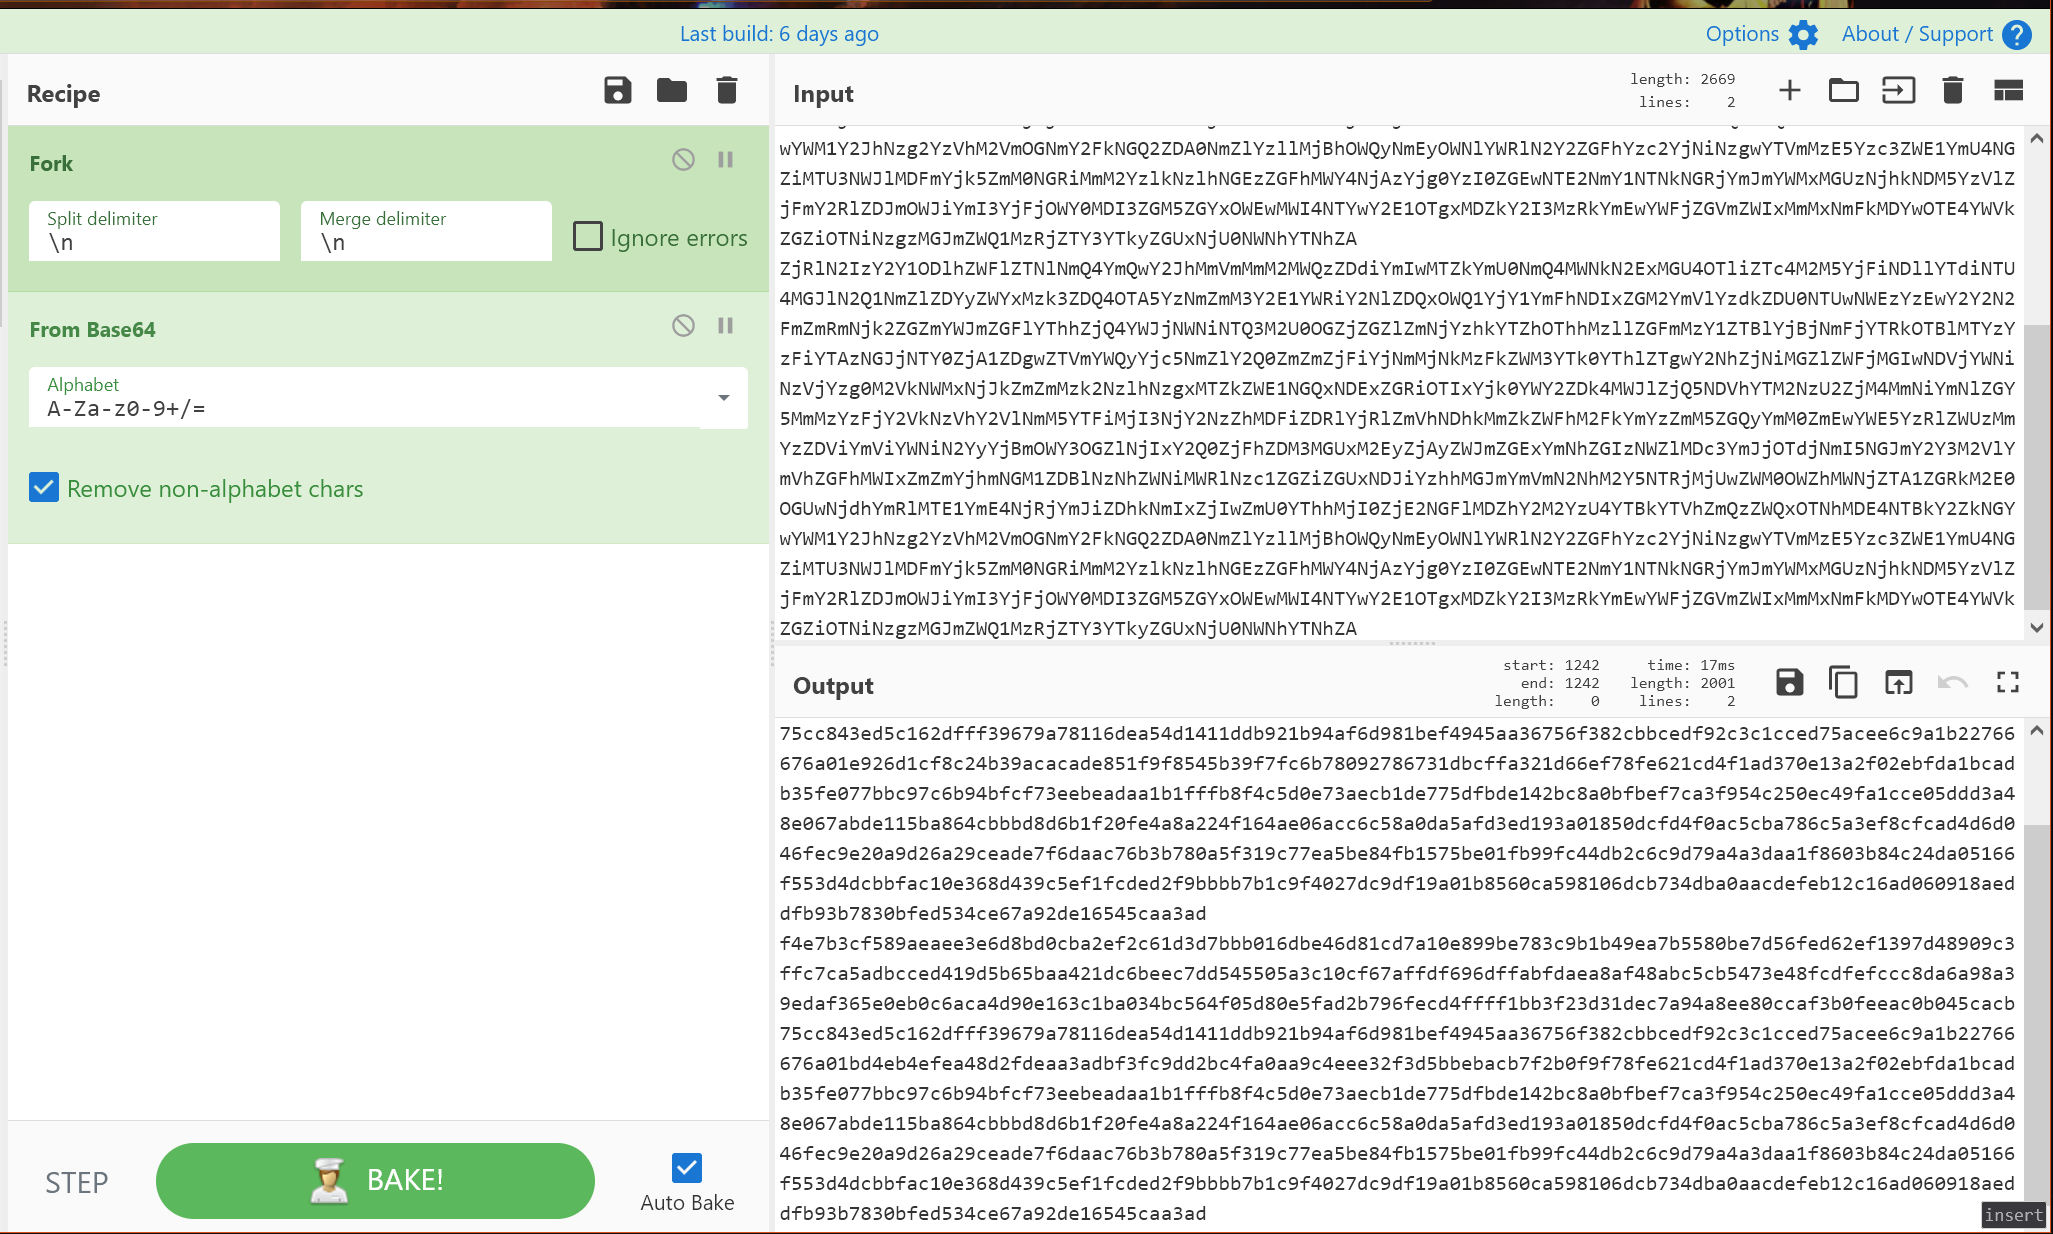 Last build: 6 days ago
Options
About / Support
Recipe
Fork
Split delimiter
\n
Merge delimiter
\n
Ignore errors
From Base64
Alphabet
A-Za-z0-9+/=
Remove non-alphabet chars
STEP
BAKE!
Auto Bake
Input
length: 2669
lines: 2
wYWM1Y2JhNzg2YzVhM2VmOGNmY2FkNGQ2ZDA0NmZlYzllMjBhOWQyNmEyOWNlYWRlN2Y2ZGFhYzc2YjNiNzgwYTVmMzE5Yzc3ZWE1YmU4NG
ZiMTU3NWJlMDFmYjk5ZmM0NGRiMmM2YzlkNzlhNGEzZGFhMWY4NjAzYjg0YzI0ZGEwNTE2NmY1NTNkNGRjYmJmYWMxMGUzNjhkNDM5YzVlZ
jFmY2RlZDJmOWJiYmI3YjFjOWY0MDI3ZGM5ZGYxOWEwMWI4NTYwY2E1OTgxMDZkY2I3MzRkYmEwYWFjZGVmZWIxMmMxNmFkMDYwOTE4YWVk
ZGZiOTNiNzgzMGJmZWQ1MzRjZTY3YTkyZGUxNjU0NWNhYTNhZA
ZjRlN2IzY2Y1ODlhZWFlZTNlNmQ4YmQwY2JhMmVmMmM2MWQzZDdiYmIwMTZkYmU0NmQ4MWNkN2ExMGU4OTliZTc4M2M5YjFiNDllYTdiNTU
4MGJlN2Q1NmZlZDYyZWYxMzk3ZDQ4OTA5YzNmZmM3Y2E1YWRiY2NlZDQxOWQ1YjY1YmFhNDIxZGM2YmVlYzdkZDU0NTUwNWEzYzEwY2Y2N2
FmZmRmNjk2ZGZmYWJmZGFlYThhZjQ4YWJjNWNiNTQ3M2U0OGZjZGZlZmNjYzhkYTZhOThhMzllZGFmMzY1ZTBlYjBjNmFjYTRkOTBlMTYzY
zFiYTAzNGJjNTY0ZjA1ZDgwZTVmYWQyYjc5NmZlY2Q0ZmZmZjFiYjNmMjNkMzFkZWM3YTk0YThlZTgwY2NhZjNiMGZlZWFjMGIwNDVjYWNi
NzVjYzg0M2VkNWMxNjJkZmZmMzk2NzlhNzgxMTZkZWE1NGQxNDExZGRiOTIxYjk0YWY2ZDk4MWJlZjQ5NDVhYTM2NzU2ZjM4MmNiYmNlZGY
5MmMzYzFjY2VkNzVhY2VlNmM5YTFiMjI3NjY2NzZhMDFiZDRlYjRlZmVhNDhkMmZkZWFhM2FkYmYzZmM5ZGQyYmM0ZmEwYWE5YzRlZWUzMm
YzZDViYmViYWNiN2YyYjBmOWY3OGZlNjIxY2Q0ZjFhZDM3MGUxM2EyZjAyZWJmZGExYmNhZGIzNWZlMDc3YmJjOTdjNmI5NGJmY2Y3M2VlY
mVhZGFhMWIxZmZmYjhmNGM1ZDBlNzNhZWNiMWRlNzc1ZGZiZGUxNDJiYzhhMGJmYmVmN2NhM2Y5NTRjMjUwZWM0OWZhMWNjZTA1ZGRkM2E0
OGUwNjdhYmRlMTE1YmE4NjRjYmJiZDhkNmIxZjIwZmU0YThhMjI0ZjE2NGFlMDZhY2M2YzU4YTBkYTVhZmQzZWQxOTNhMDE4NTBkY2ZkNGY
wYWM1Y2JhNzg2YzVhM2VmOGNmY2FkNGQ2ZDA0NmZlYzllMjBhOWQyNmEyOWNlYWRlN2Y2ZGFhYzc2YjNiNzgwYTVmMzE5Yzc3ZWE1YmU4NG
ZiMTU3NWJlMDFmYjk5ZmM0NGRiMmM2YzlkNzlhNGEzZGFhMWY4NjAzYjg0YzI0ZGEwNTE2NmY1NTNkNGRjYmJmYWMxMGUzNjhkNDM5YzVlZ
jFmY2RlZDJmOWJiYmI3YjFjOWY0MDI3ZGM5ZGYxOWEwMWI4NTYwY2E1OTgxMDZkY2I3MzRkYmEwYWFjZGVmZWIxMmMxNmFkMDYwOTE4YWVk
ZGZiOTNiNzgzMGJmZWQ1MzRjZTY3YTkyZGUxNjU0NWNhYTNhZA
Output
start: 1242
end: 1242
length: 0
time: 17ms
length: 2001
lines: 2
75cc843ed5c162dfff39679a78116dea54d1411ddb921b94af6d981bef4945aa36756f382cbbcedf92c3c1cced75acee6c9a1b22766
676a01e926d1cf8c24b39acacade851f9f8545b39f7fc6b78092786731dbcffa321d66ef78fe621cd4f1ad370e13a2f02ebfda1bcad
b35fe077bbc97c6b94bfcf73eebeadaa1b1fffb8f4c5d0e73aecb1de775dfbde142bc8a0bfbef7ca3f954c250ec49fa1cce05ddd3a4
8e067abde115ba864cbbbd8d6b1f20fe4a8a224f164ae06acc6c58a0da5afd3ed193a01850dcfd4f0ac5cba786c5a3ef8cfcad4d6d0
46fec9e20a9d26a29ceade7f6daac76b3b780a5f319c77ea5be84fb1575be01fb99fc44db2c6c9d79a4a3daa1f8603b84c24da05166
f553d4dcbbfac10e368d439c5ef1fcded2f9bbbb7b1c9f4027dc9df19a01b8560ca598106dcb734dba0aacdefeb12c16ad060918aed
dfb93b7830bfed534ce67a92de16545caa3ad
f4e7b3cf589aeaee3e6d8bd0cba2ef2c61d3d7bbb016dbe46d81cd7a10e899be783c9b1b49ea7b5580be7d56fed62ef1397d48909c3
ffc7ca5adbcced419d5b65baa421dc6beec7dd545505a3c10cf67affdf696dffabfdaea8af48abc5cb5473e48fcdfefccc8da6a98a3
9edaf365e0eb0c6aca4d90e163c1ba034bc564f05d80e5fad2b796fecd4ffff1bb3f23d31dec7a94a8ee80ccaf3b0feeac0b045cacb
75cc843ed5c162dfff39679a78116dea54d1411ddb921b94af6d981bef4945aa36756f382cbbcedf92c3c1cced75acee6c9a1b22766
676a01bd4eb4efea48d2fdeaa3adbf3fc9dd2bc4fa0aa9c4eee32f3d5bbebacb7f2b0f9f78fe621cd4f1ad370e13a2f02ebfda1bcad
b35fe077bbc97c6b94bfcf73eebeadaa1b1fffb8f4c5d0e73aecb1de775dfbde142bc8a0bfbef7ca3f954c250ec49fa1cce05ddd3a4
8e067abde115ba864cbbbd8d6b1f20fe4a8a224f164ae06acc6c58a0da5afd3ed193a01850dcfd4f0ac5cba786c5a3ef8cfcad4d6d0
46fec9e20a9d26a29ceade7f6daac76b3b780a5f319c77ea5be84fb1575be01fb99fc44db2c6c9d79a4a3daa1f8603b84c24da05166
f553d4dcbbfac10e368d439c5ef1fcded2f9bbbb7b1c9f4027dc9df19a01b8560ca598106dcb734dba0aacdefeb12c16ad060918aed
dfb93b7830bfed534ce67a92de16545caa3ad
insert